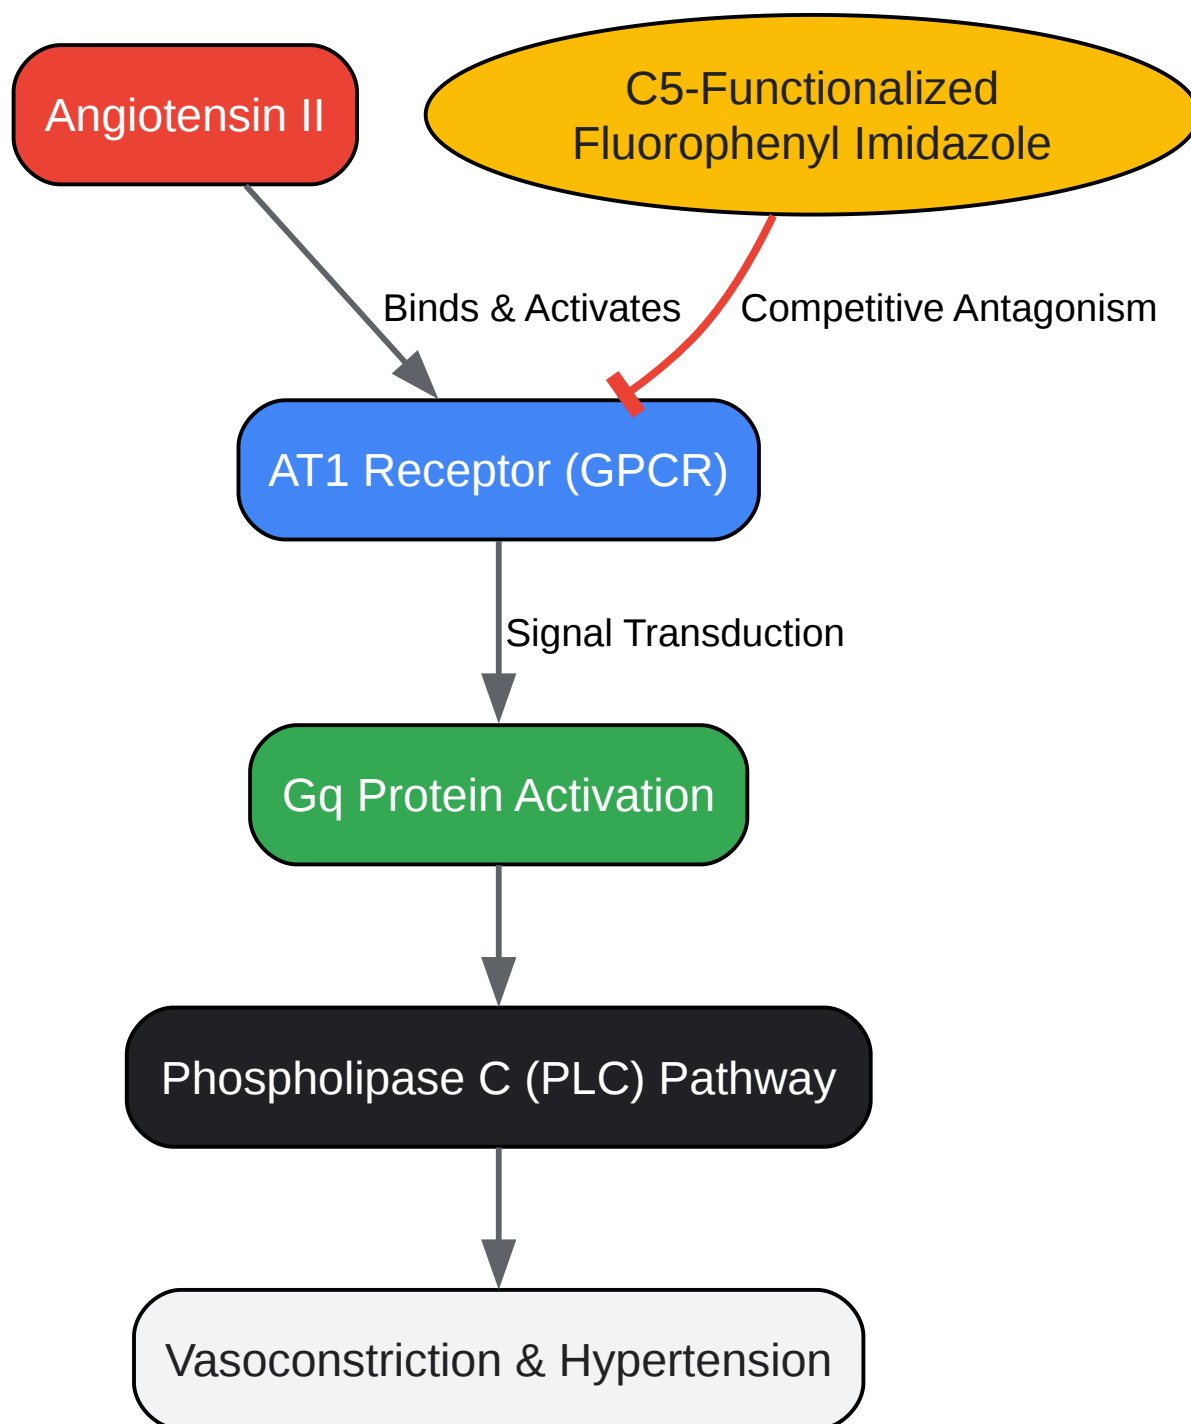 Angiotensin II
C5-Functionalized
Fluorophenyl Imidazole
Binds & Activates
Competitive Antagonism
AT1 Receptor (GPCR)
Signal Transduction
Gq Protein Activation
Phospholipase C (PLC) Pathway
Vasoconstriction & Hypertension